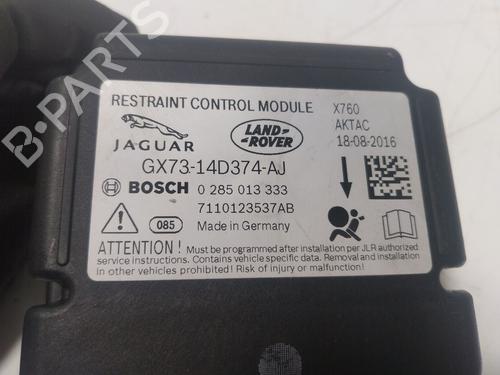 RESTRAINT CONTROL MODULE X760
JAGUAR LAND-ROVER AKTAC
18-08-2016
GX73-14D374-AJ
BOSCH 0 285 013 333
7110123537AB
085 Made in Germany
ATTENTION! Must be programmed after installation per JLR authorized
service instructions. Contains vehicle specific data. Removal and installation
in other vehicles prohibited! Risk of injury or malfunction!
B-PARTS